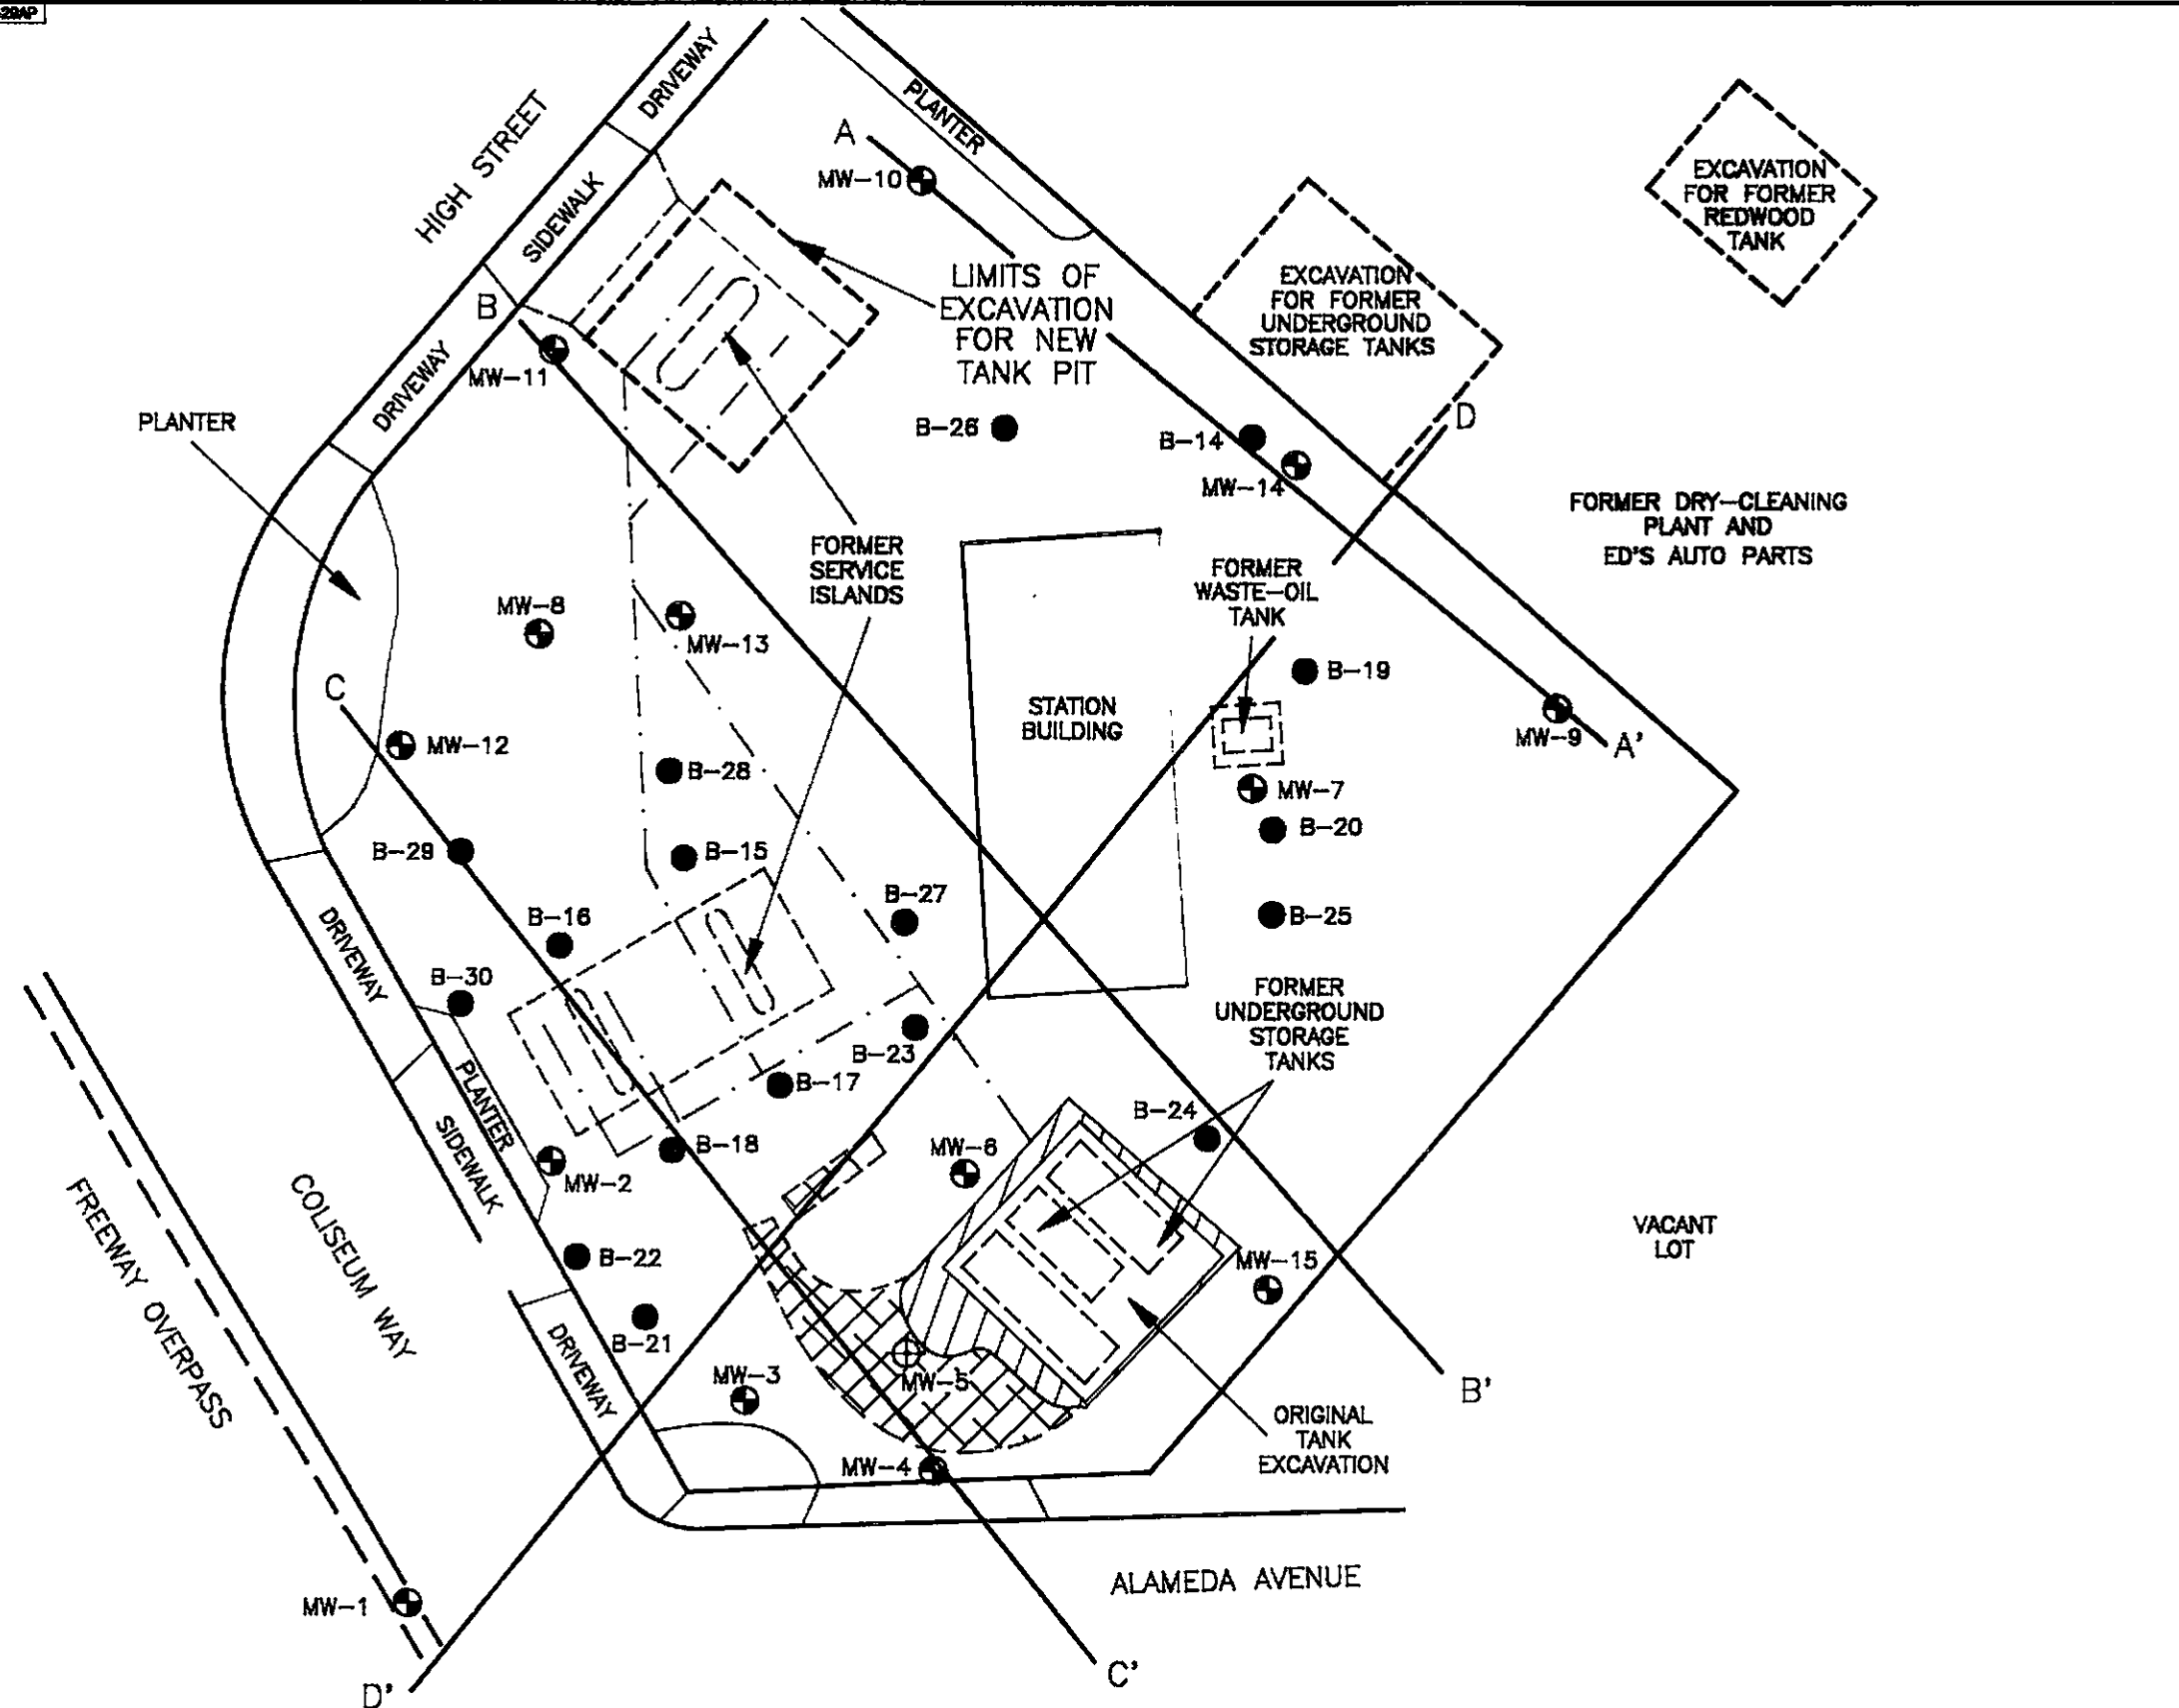 DRIVEWAY
PLANTER
HIGH STREET
SIDEWALK
A
MW-10
EXCAVATION
FOR FORMER
REDWOOD
TANK
LIMITS OF
EXCAVATION
FOR NEW
TANK PIT
EXCAVATION
FOR FORMER
UNDERGROUND
STORAGE TANKS
B
MW-11
DRIVEWAY
PLANTER
B-26
B-14
MW-14
D
FORMER DRY-CLEANING
PLANT AND
ED'S AUTO PARTS
FORMER
SERVICE
ISLANDS
FORMER
WASTE-OIL
TANK
MW-8
MW-13
B-19
C
STATION
BUILDING
MW-12
MW-9
A'
B-28
MW-7
B-20
B-29
B-15
B-27
B-25
B-16
DRIVEWAY
B-30
FORMER
UNDERGROUND
STORAGE
TANKS
B-23
B-17
PLANTER
B-24
SIDEWALK
B-18
MW-6
MW-2
FREEWAY OVERPASS
COLISEUM WAY
VACANT
LOT
B-22
MW-15
B-21
DRIVEWAY
MW-3
MW-5
B'
ORIGINAL
TANK
EXCAVATION
MW-4
ALAMEDA AVENUE
MW-1
C'
D'